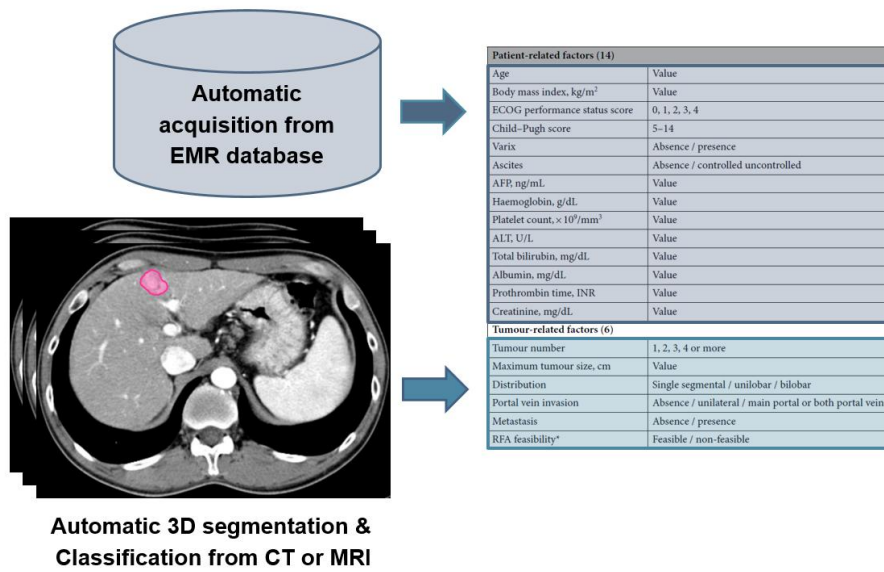 Automatic
acquisition from
EMR database
Patient-related factors (14)
Age Value
Body mass index, kg/m² Value
ECOG performance status score 0, 1, 2, 3, 4
Child–Pugh score 5–14
Varix Absence / presence
Ascites Absence / controlled uncontrolled
AFP, ng/mL Value
Haemoglobin, g/dL Value
Platelet count, × 10⁹/mm³ Value
ALT, U/L Value
Total bilirubin, mg/dL Value
Albumin, mg/dL Value
Prothrombin time, INR Value
Creatinine, mg/dL Value
Tumour-related factors (6)
Tumour number 1, 2, 3, 4 or more
Maximum tumour size, cm Value
Distribution Single segmental / unilobar / bilobar
Portal vein invasion Absence / unilateral / main portal or both portal vein
Metastasis Absence / presence
RFA feasibility* Feasible / non-feasible
Automatic 3D segmentation &
Classification from CT or MRI